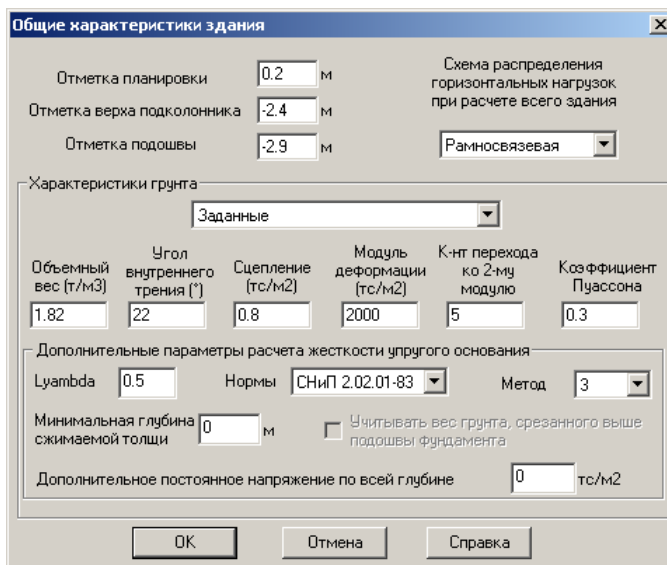 Общие характеристики здания
Отметка планировки 0.2 м
Отметка верха подколонника -2.4 м
Отметка подошвы -2.9 м
Схема распределения
горизонтальных нагрузок
при расчете всего здания
Рамносвязевая
Характеристики грунта
Заданные
Объемный
вес (т/м3)
1.82
Угол
внутреннего
трения (°)
22
Сцепление
(тс/м2)
0.8
Модуль
деформации
(тс/м2)
2000
К-нт перехода
ко 2-му
модулю
5
Коэффициент
Пуассона
0.3
Дополнительные параметры расчета жесткости упругого основания
Lyambda 0.5 Нормы СНиП 2.02.01-83 Метод 3
Минимальная глубина
сжимаемой толщи 0 м
Учитывать вес грунта, срезанного выше
подошвы фундамента
Дополнительное постоянное напряжение по всей глубине 0 тс/м2
OK Отмена Справка